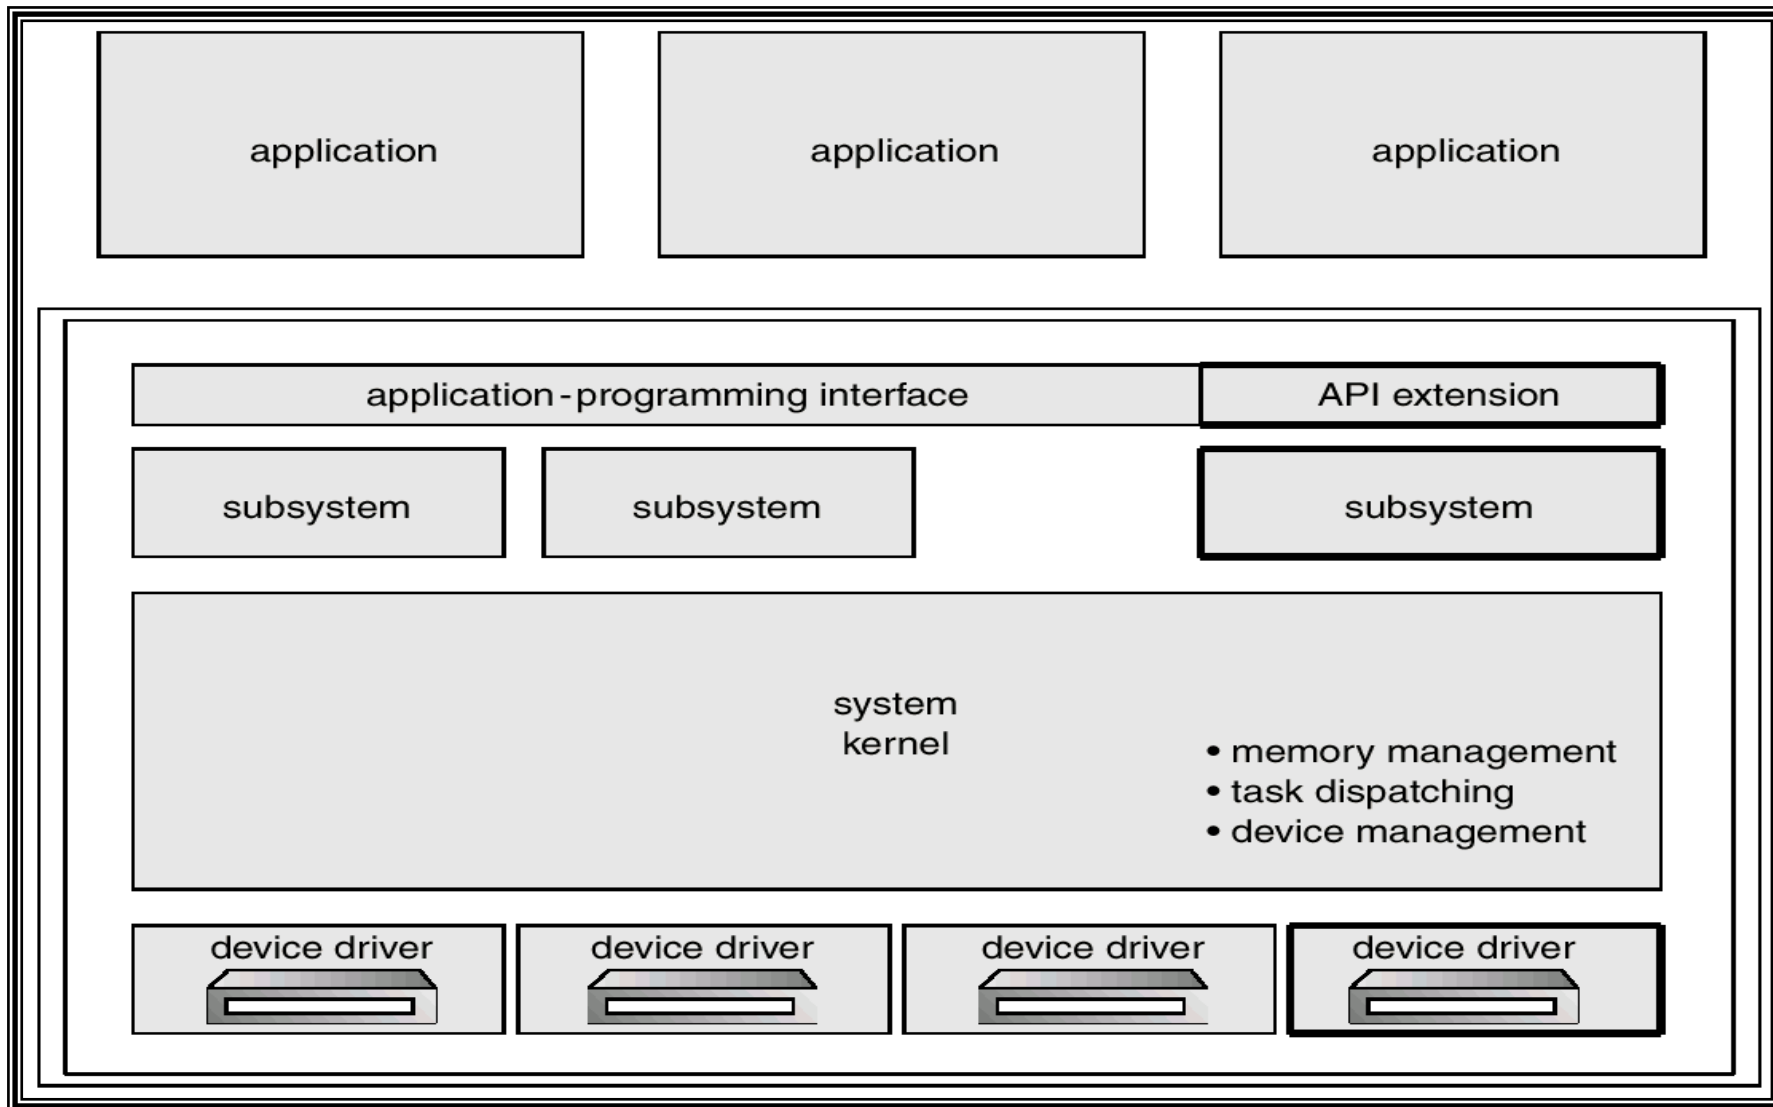 application
application
application
application-programming interface
API extension
subsystem
subsystem
subsystem
system
kernel
• memory management
• task dispatching
• device management
device driver
device driver
device driver
device driver